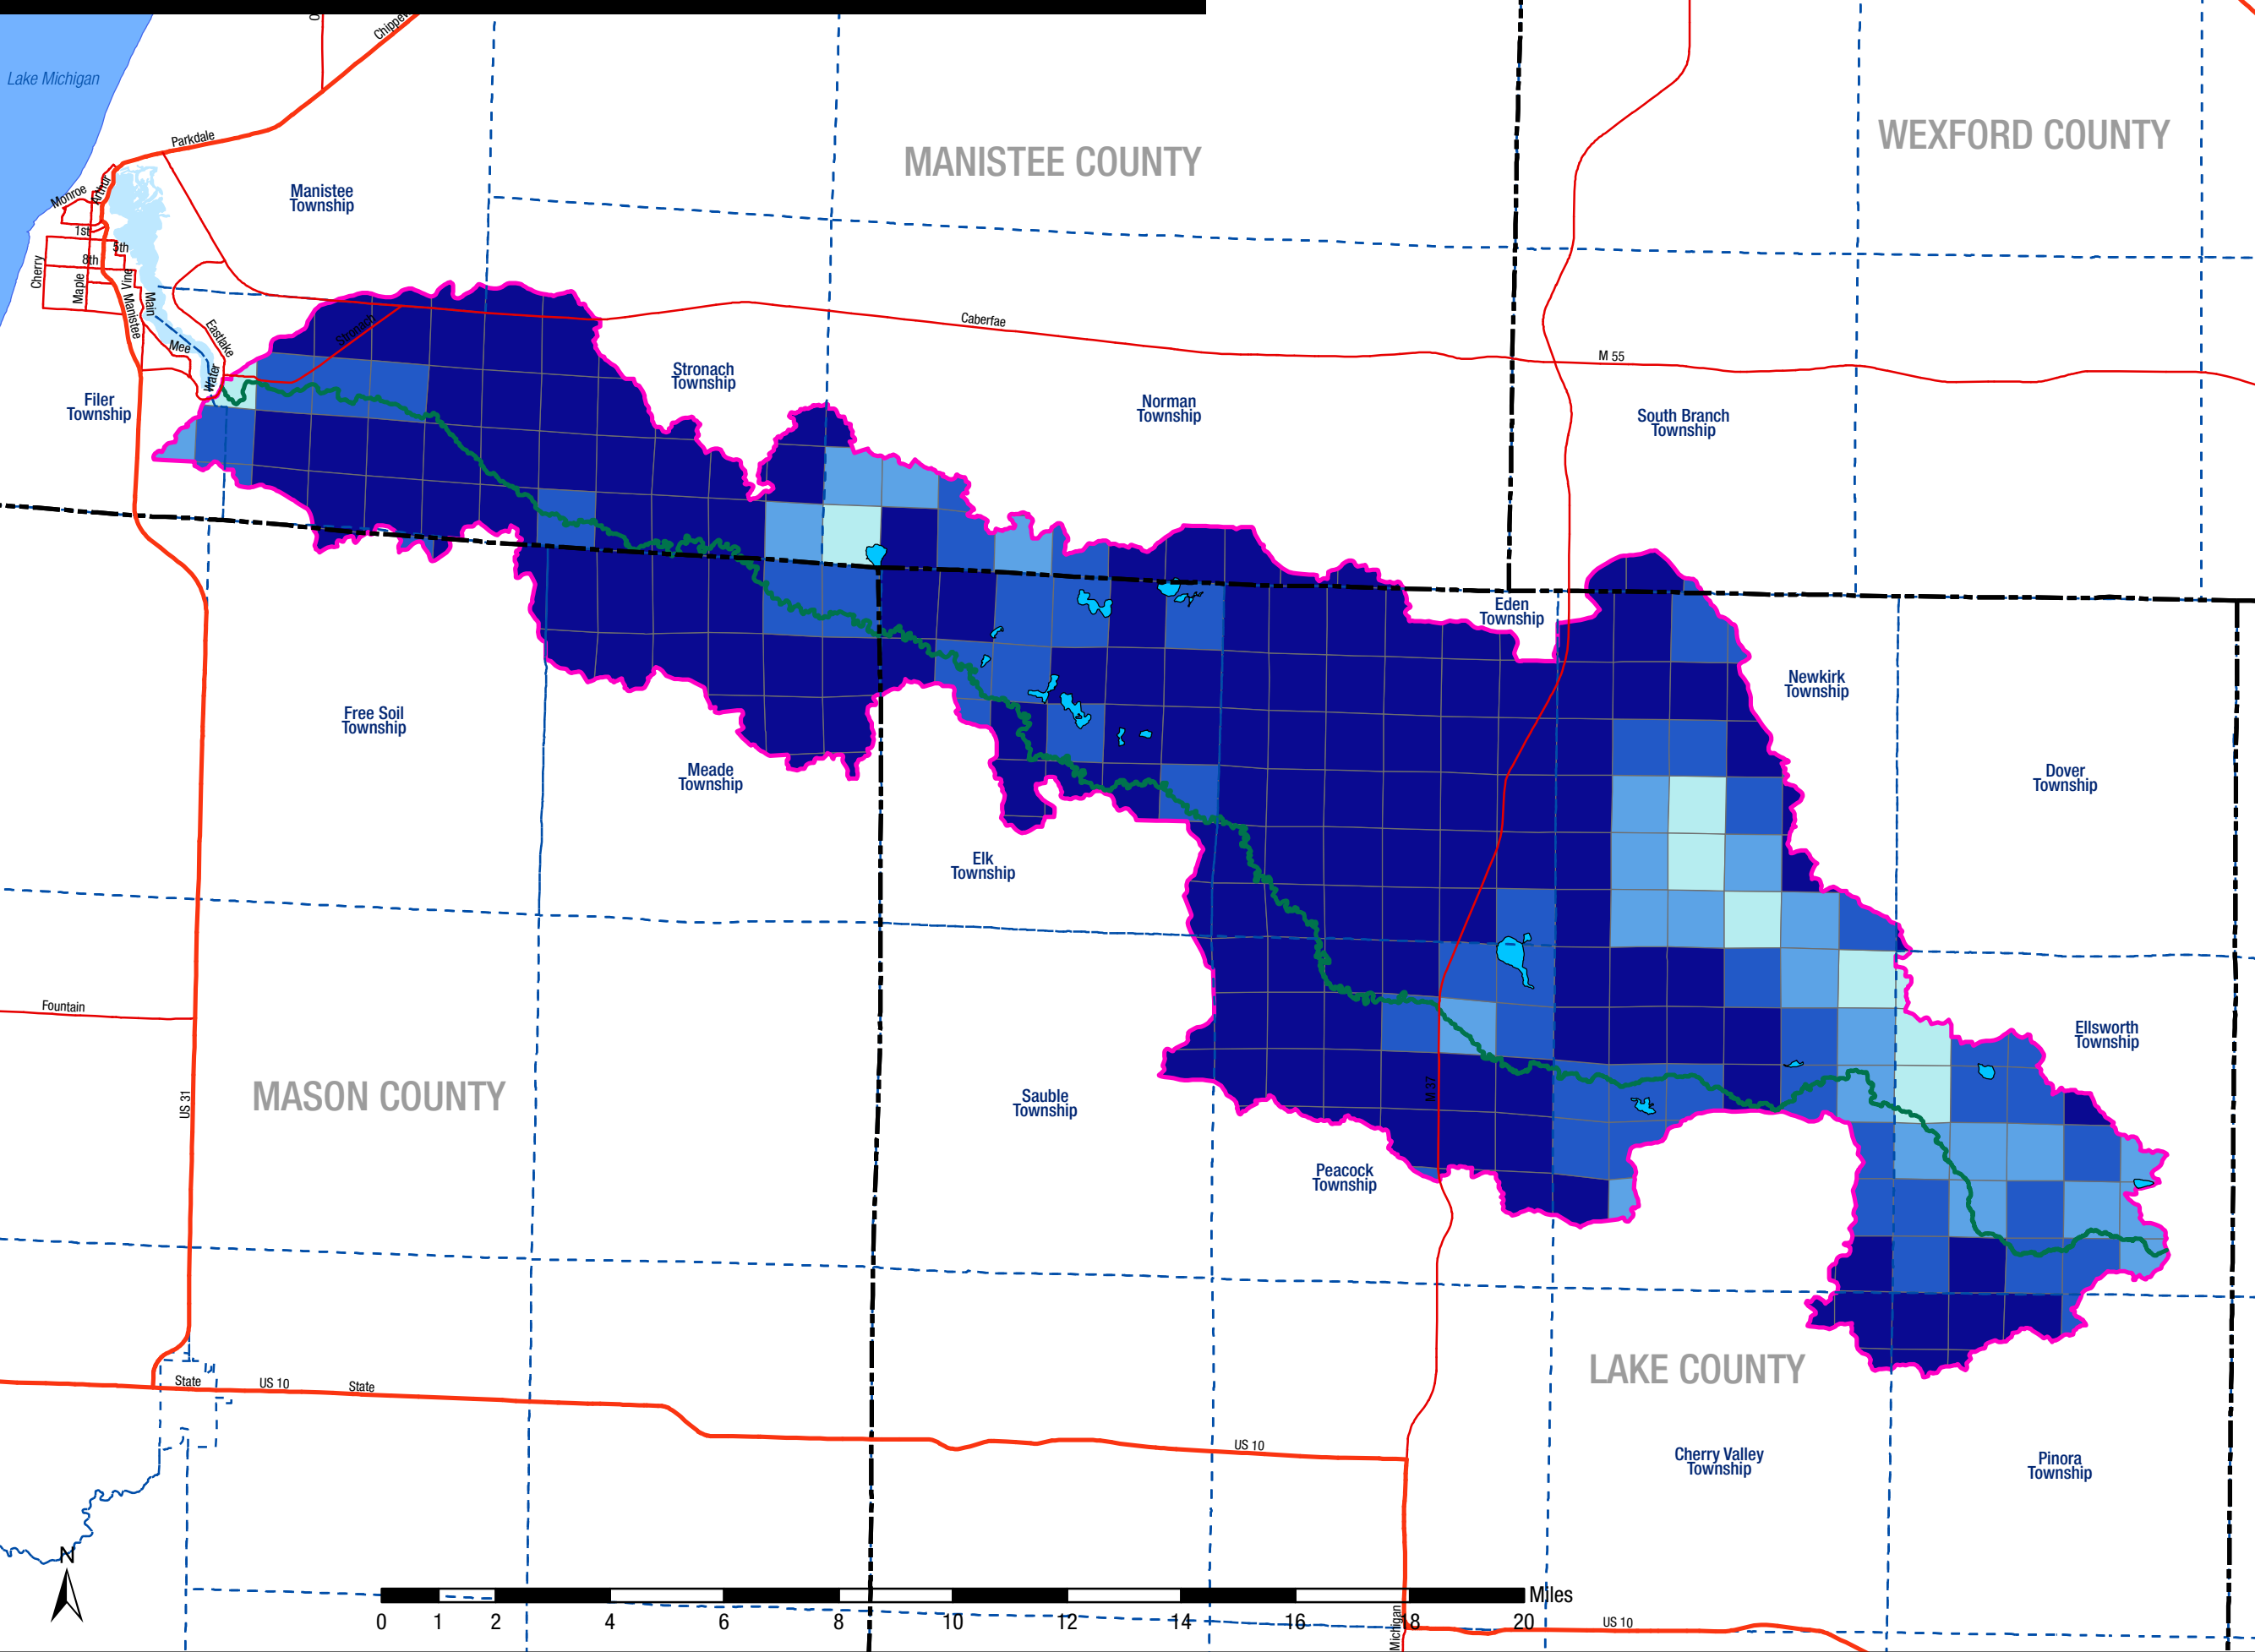 Chippew
O
Lake Michigan
WEXFORD COUNTY
MANISTEE COUNTY
Parkdale
Manistee
Township
Monroe
Arthur
1st
5th
8th
Cherry
Maple
Vine
Manistee
Main
Mee
Eastlake
Water
Stronach
Caberfae
M 55
Stronach
Township
Filer
Township
Norman
Township
South Branch
Township
Eden
Township
Newkirk
Township
Free Soil
Township
Meade
Township
Dover
Township
Elk
Township
Fountain
US 31
MASON COUNTY
Sauble
Township
M 37
Ellsworth
Township
Peacock
Township
LAKE COUNTY
State
US 10
State
US 10
Cherry Valley
Township
Pinora
Township
N
Miles
0 1 2 4 6 8 10 12 14 16 18 20
Michigan
US 10